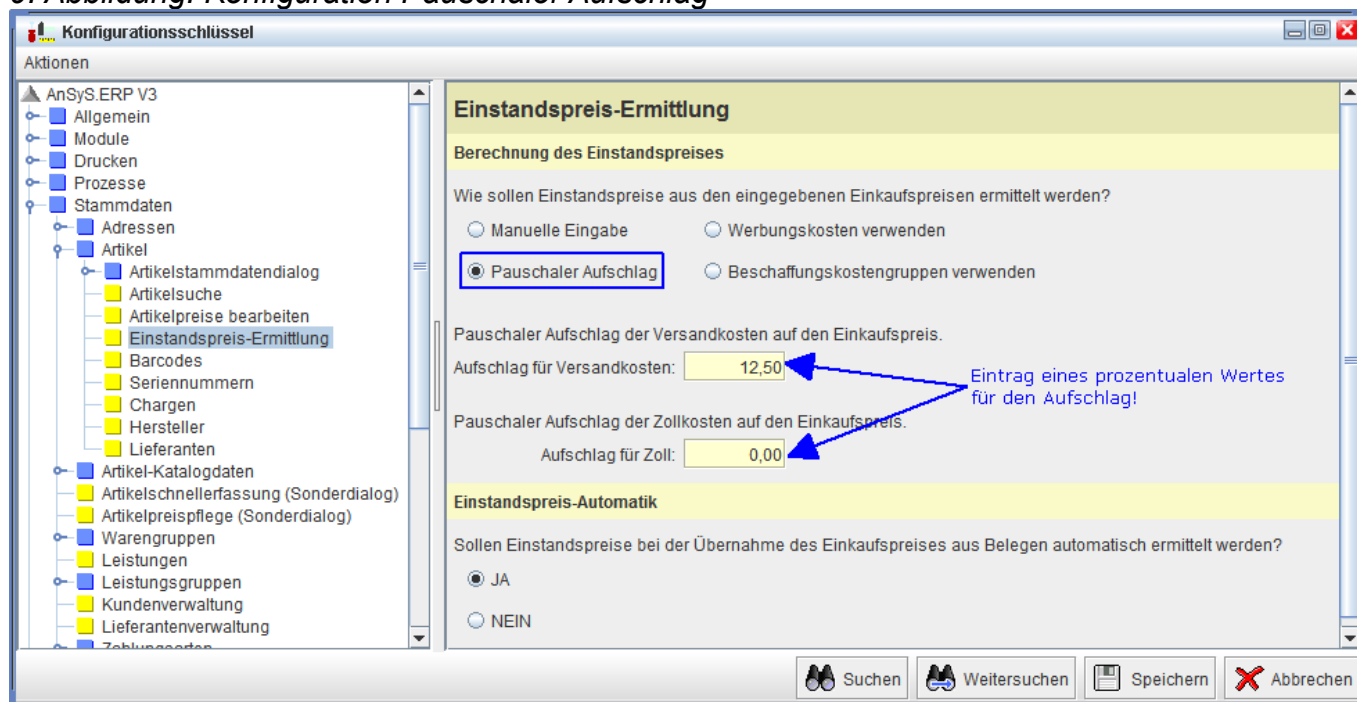 Konfigurationsschlüssel
Aktionen
AnSyS.ERP V3
Allgemein
Module
Drucken
Prozesse
Stammdaten
Adressen
Artikel
Artikelstammdatendialog
Artikelsuche
Artikelpreise bearbeiten
Einstandspreis-Ermittlung
Barcodes
Seriennummern
Chargen
Hersteller
Lieferanten
Artikel-Katalogdaten
Artikelschnellerfassung (Sonderdialog)
Artikelpreispflege (Sonderdialog)
Warengruppen
Leistungen
Leistungsgruppen
Kundenverwaltung
Lieferantenverwaltung
Einstandspreis-Ermittlung
Berechnung des Einstandspreises
Wie sollen Einstandspreise aus den eingegebenen Einkaufspreisen ermittelt werden?
Manuelle Eingabe Werbungskosten verwenden
Pauschaler Aufschlag Beschaffungskostengruppen verwenden
Pauschaler Aufschlag der Versandkosten auf den Einkaufspreis.
Aufschlag für Versandkosten: 12,50
Eintrag eines prozentualen Wertes
für den Aufschlag!
Pauschaler Aufschlag der Zollkosten auf den Einkaufspreis.
Aufschlag für Zoll: 0,00
Einstandspreis-Automatik
Sollen Einstandspreise bei der Übernahme des Einkaufspreises aus Belegen automatisch ermittelt werden?
JA
NEIN
Suchen Weitersuchen Speichern Abbrechen